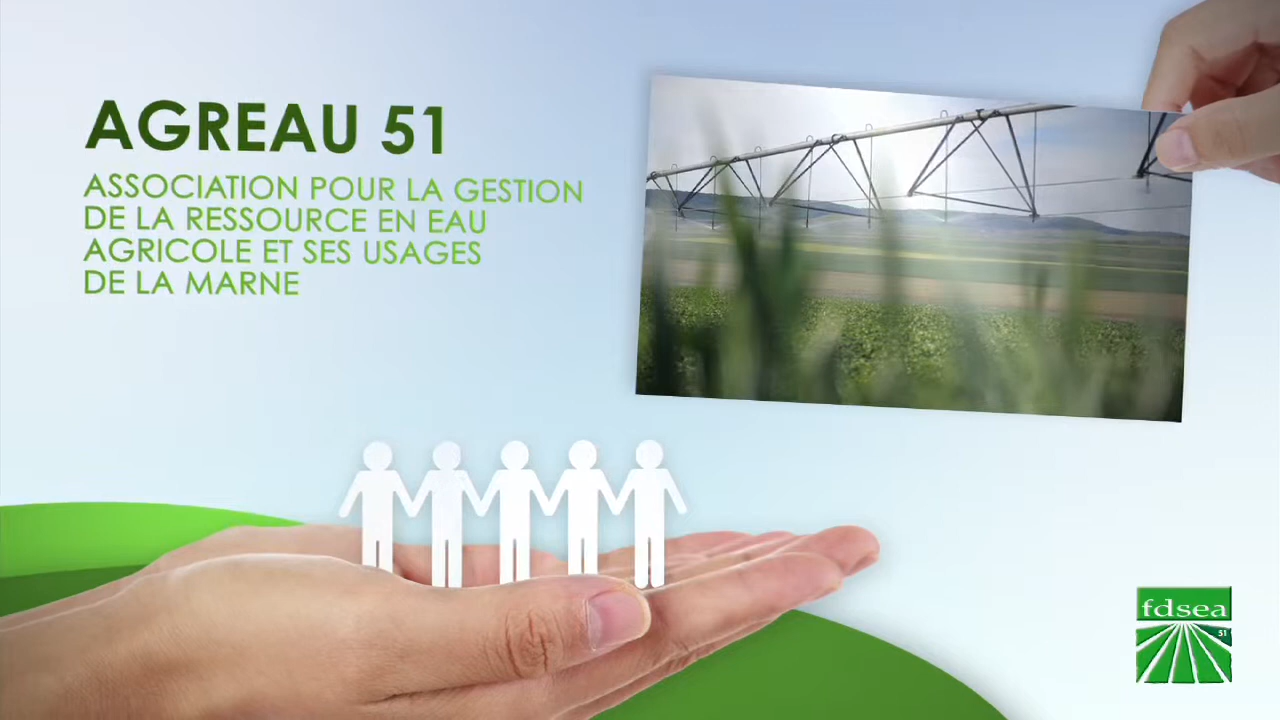 AGREAU 51
ASSOCIATION POUR LA GESTION
DE LA RESSOURCE EN EAU
AGRICOLE ET SES USAGES
DE LA MARNE
fdsea
51